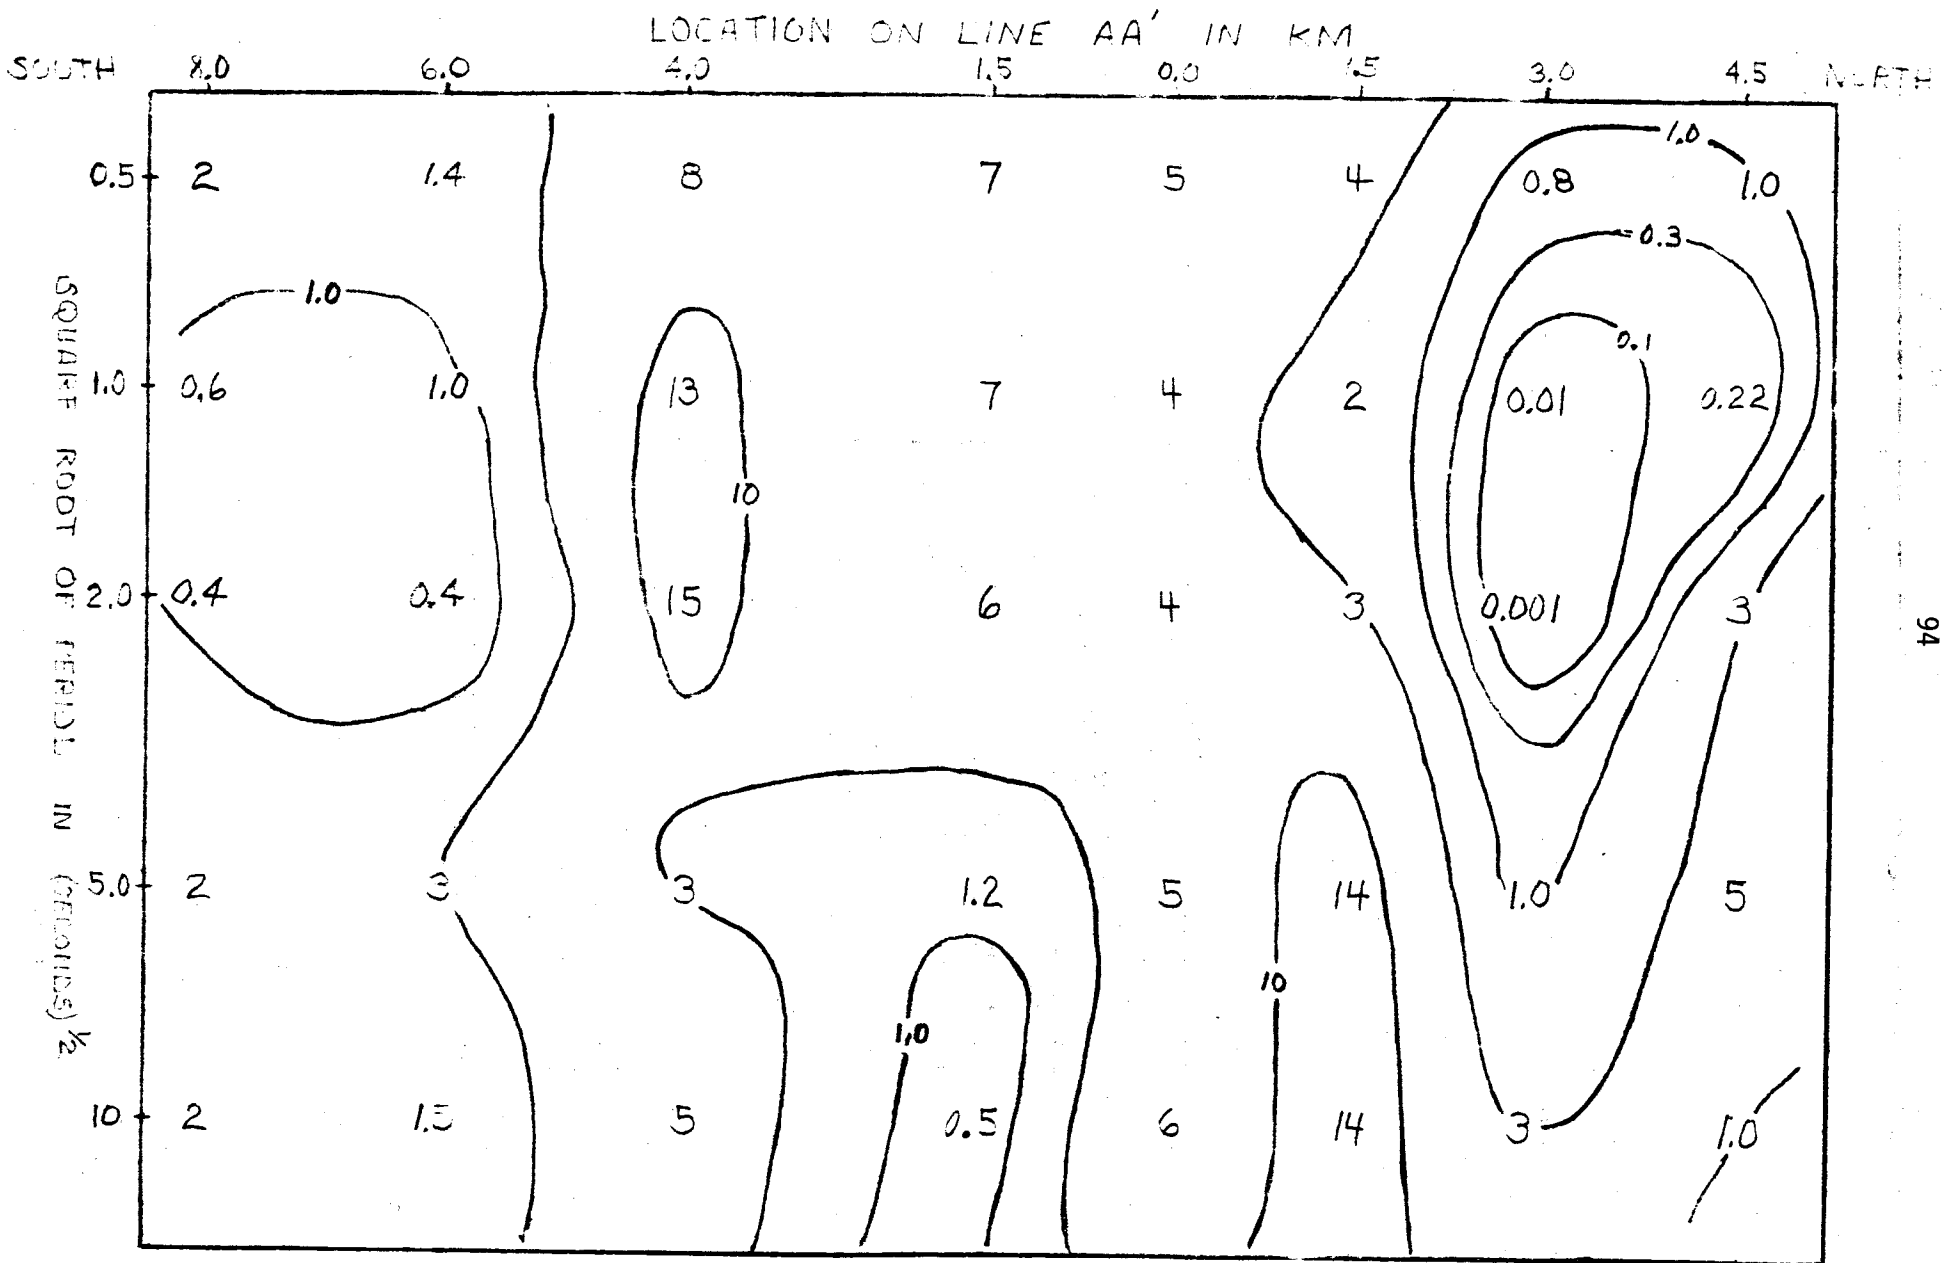 LOCATION ON LINE AA' IN KM
SOUTH 8.0 6.0 4.0 1.5 0.0 1.5 3.0 4.5 NORTH
1.0
0.5 2 1.4 8 7 5 4 0.8 1.0
0.3
1.0
0.1
1.0 0.6 1.0 13 7 4 2 0.01 0.22
10
2.0 0.4 0.4 15 6 4 3 0.001 3
5.0 2 3 3 1.2 5 14 1.0 5
10
1.0
10 2 1.5 5 0.5 6 14 3 1.0
SQUARE ROOT OF PERIOD IN (SECONDS)½
94